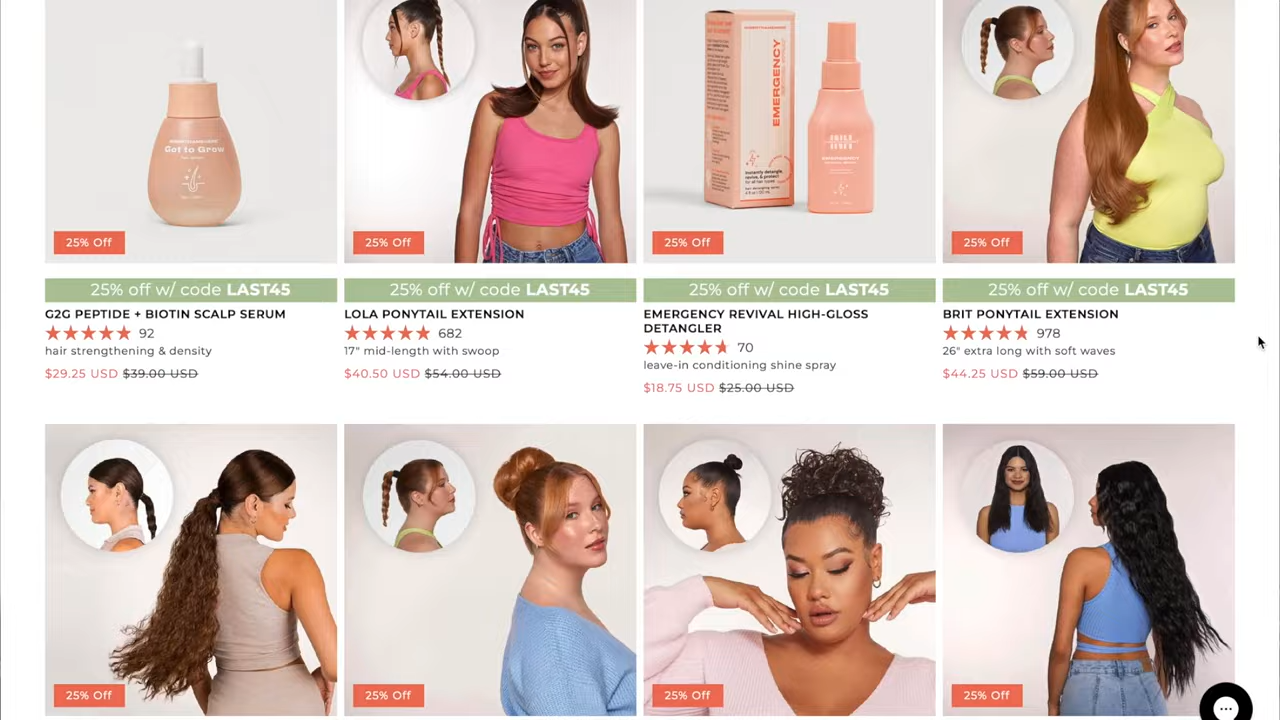 Got to Grow
EMERGENCY
instantly detangle,
revive, & protect
25% Off
25% Off
25% Off
25% Off
25% off w/ code LAST45
25% off w/ code LAST45
25% off w/ code LAST45
25% off w/ code LAST45
G2G PEPTIDE + BIOTIN SCALP SERUM
92
hair strengthening & density
$29.25 USD $39.00 USD
LOLA PONYTAIL EXTENSION
682
17" mid-length with swoop
$40.50 USD $54.00 USD
EMERGENCY REVIVAL HIGH-GLOSS
DETANGLER
70
leave-in conditioning shine spray
$18.75 USD $25.00 USD
BRIT PONYTAIL EXTENSION
978
26" extra long with soft waves
$44.25 USD $59.00 USD
25% Off
25% Off
25% Off
25% Off